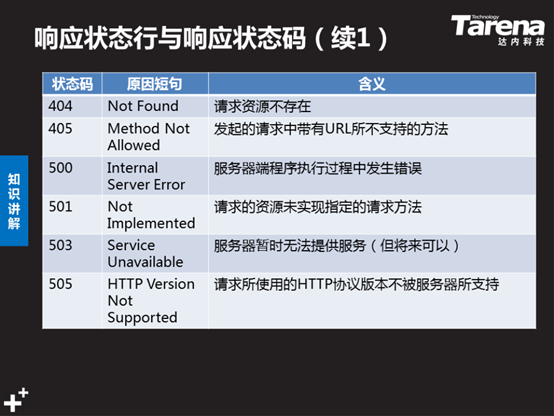 响应状态行与响应状态码（续1）
Technology
Tarena
达内科技
知识讲解
状态码 原因短句 含义
404 Not Found 请求资源不存在
405 Method Not 发起的请求中带有URL所不支持的方法
Allowed
500 Internal 服务器端程序执行过程中发生错误
Server Error
501 Not 请求的资源未实现指定的请求方法
Implemented
503 Service 服务器暂时无法提供服务（但将来可以）
Unavailable
505 HTTP Version 请求所使用的HTTP协议版本不被服务器所支持
Not
Supported